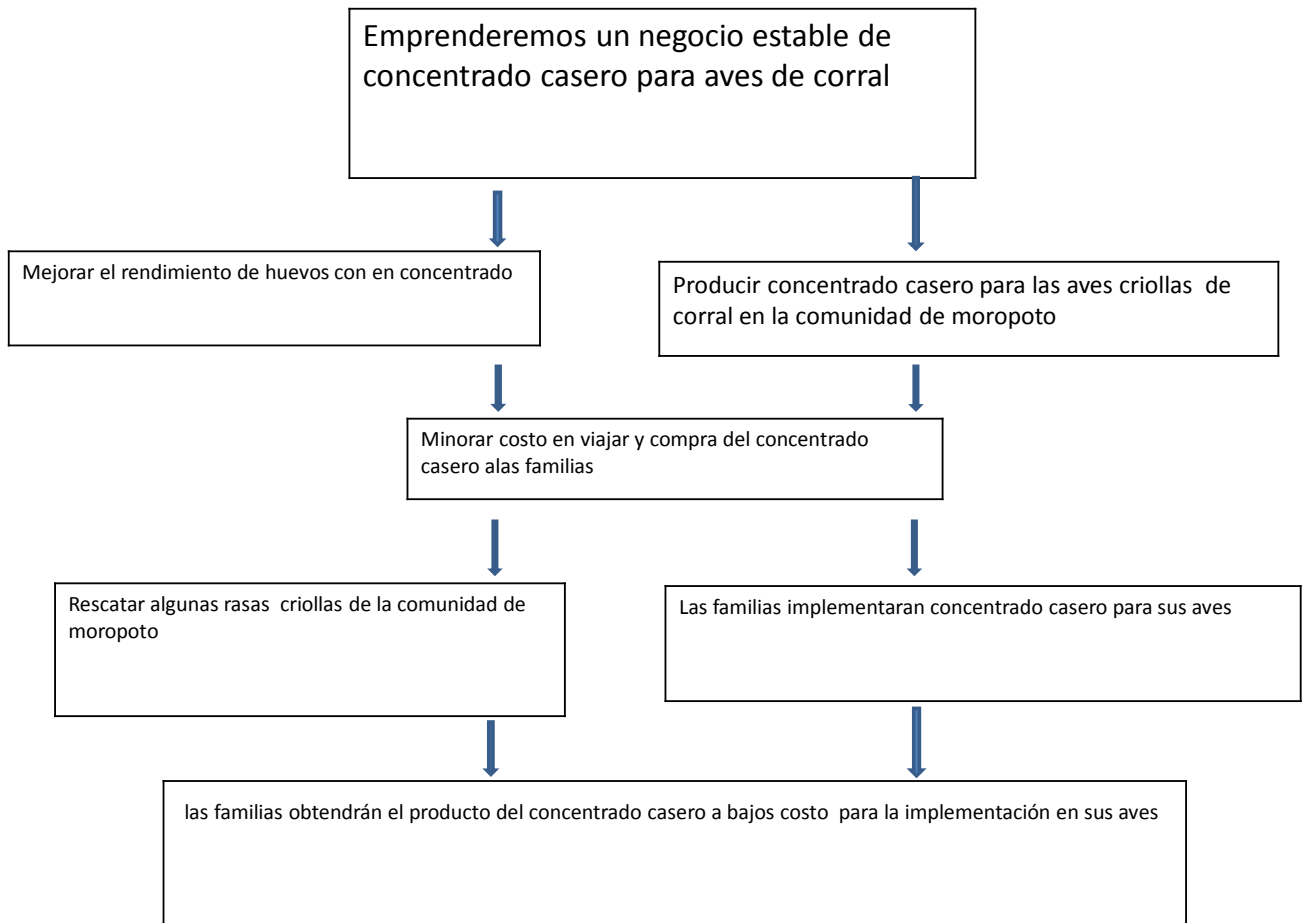 Emprenderemos un negocio estable de
concentrado casero para aves de corral
Mejorar el rendimiento de huevos con en concentrado
Producir concentrado casero para las aves criollas de
corral en la comunidad de moropoto
Minorar costo en viajar y compra del concentrado
casero alas familias
Rescatar algunas rasas criollas de la comunidad de
moropoto
Las familias implementaran concentrado casero para sus aves
las familias obtendrán el producto del concentrado casero a bajos costo para la implementación en sus aves